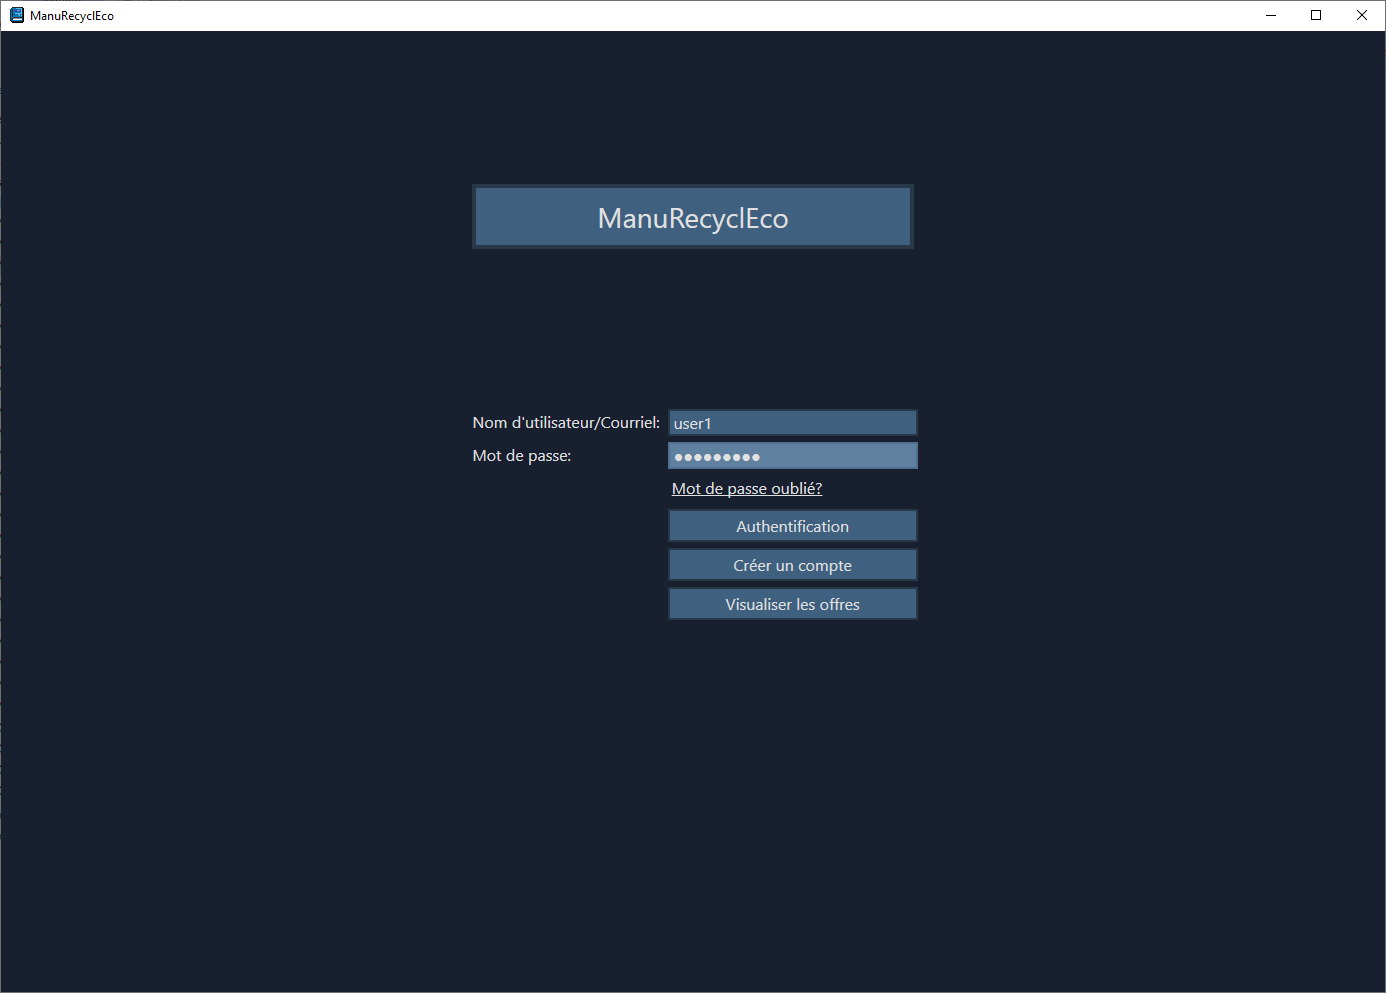 ManuRecyclEco
ManuRecyclEco
Nom d'utilisateur/Courriel: user1
Mot de passe: ●●●●●●●●●
Mot de passe oublié?
Authentification
Créer un compte
Visualiser les offres